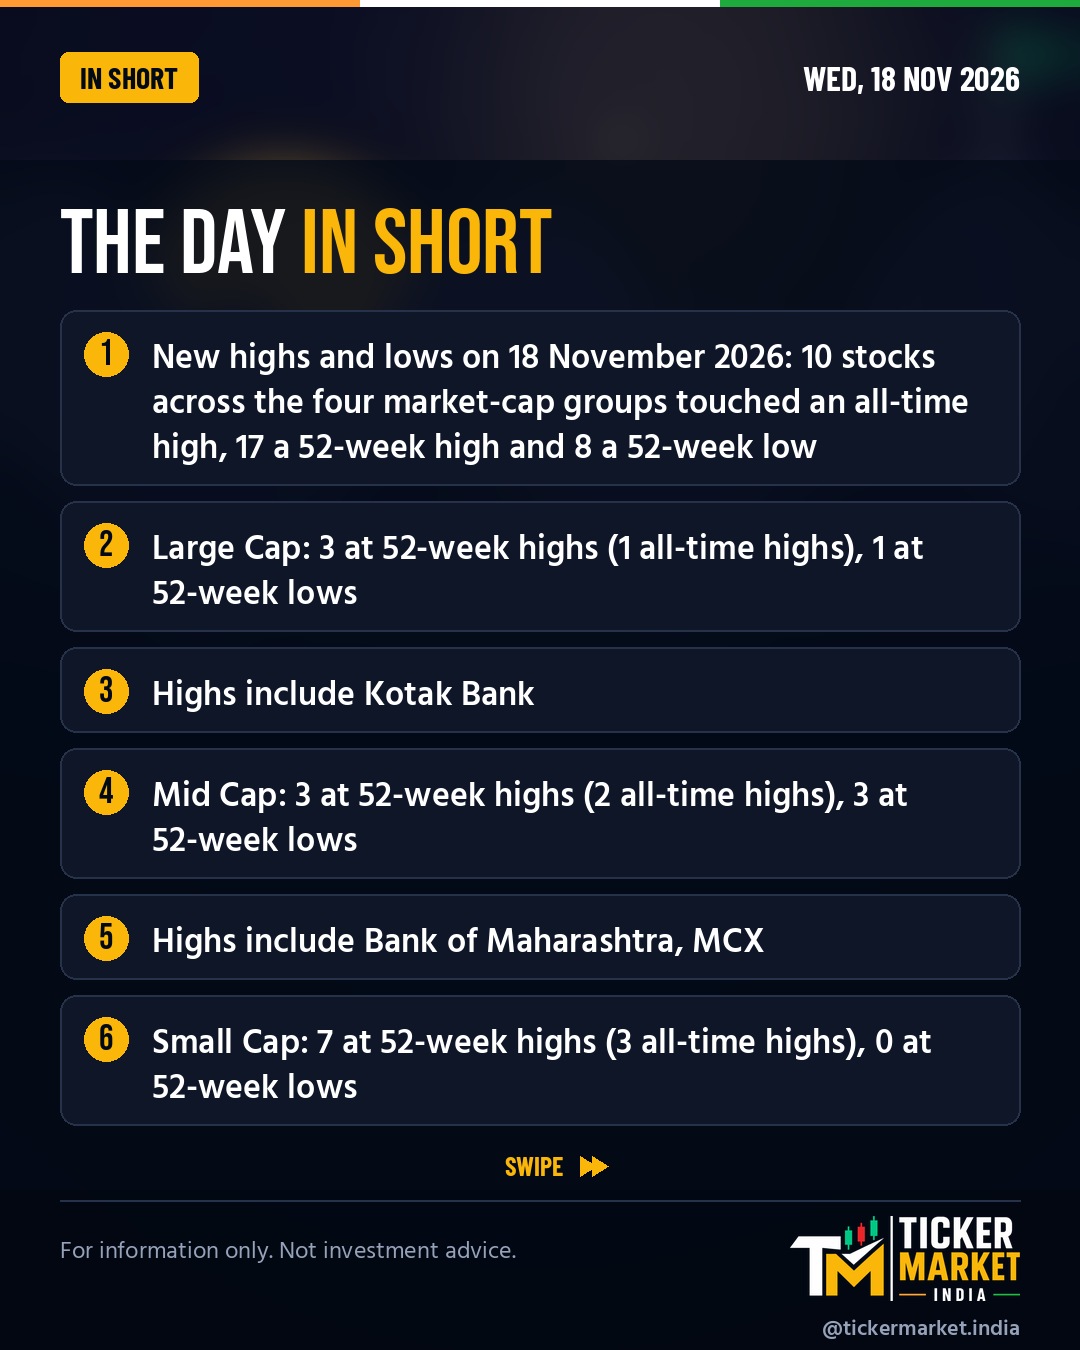 IN SHORT
WED, 18 NOV 2026
THE DAY IN SHORT
1
New highs and lows on 18 November 2026: 10 stocks
across the four market-cap groups touched an all-time
high, 17 a 52-week high and 8 a 52-week low
2
Large Cap: 3 at 52-week highs (1 all-time highs), 1 at
52-week lows
3
Highs include Kotak Bank
4
Mid Cap: 3 at 52-week highs (2 all-time highs), 3 at
52-week lows
5
Highs include Bank of Maharashtra, MCX
6
Small Cap: 7 at 52-week highs (3 all-time highs), 0 at
52-week lows
SWIPE
For information only. Not investment advice.
TM
TICKER
MARKET
INDIA
@tickermarket.india